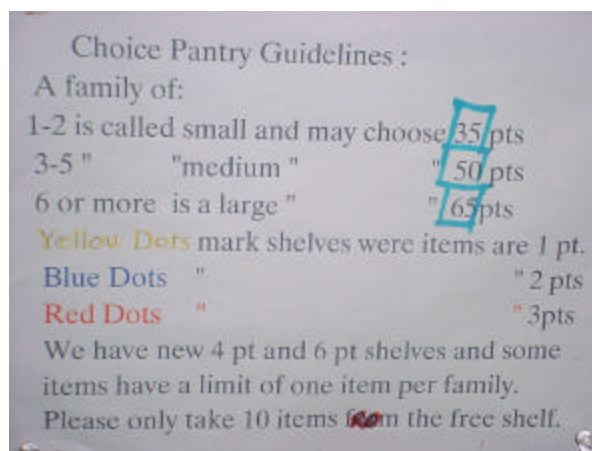 Choice Pantry Guidelines :
A family of:
1-2 is called small and may choose 35 pts
3-5 " "medium " " 50 pts
6 or more is a large " " 65pts
Yellow Dots mark shelves were items are 1 pt.
Blue Dots " " 2 pts
Red Dots " " 3pts
We have new 4 pt and 6 pt shelves and some
items have a limit of one item per family.
Please only take 10 items from the free shelf.